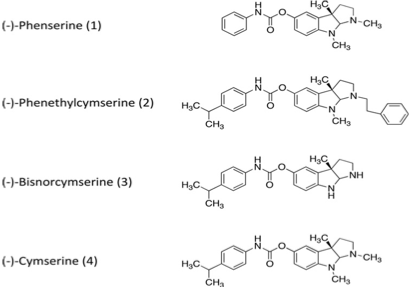 (-)-Phenserine (1)
H N O O H3C N CH3 N CH3
(-)-Phenethylcymserine (2)
H3C CH3 H N O O H3C N N CH3
(-)-Bisnorcymserine (3)
H3C CH3 H N O O H3C NH N H
(-)-Cymserine (4)
H3C CH3 H N O O H3C N CH3 N CH3